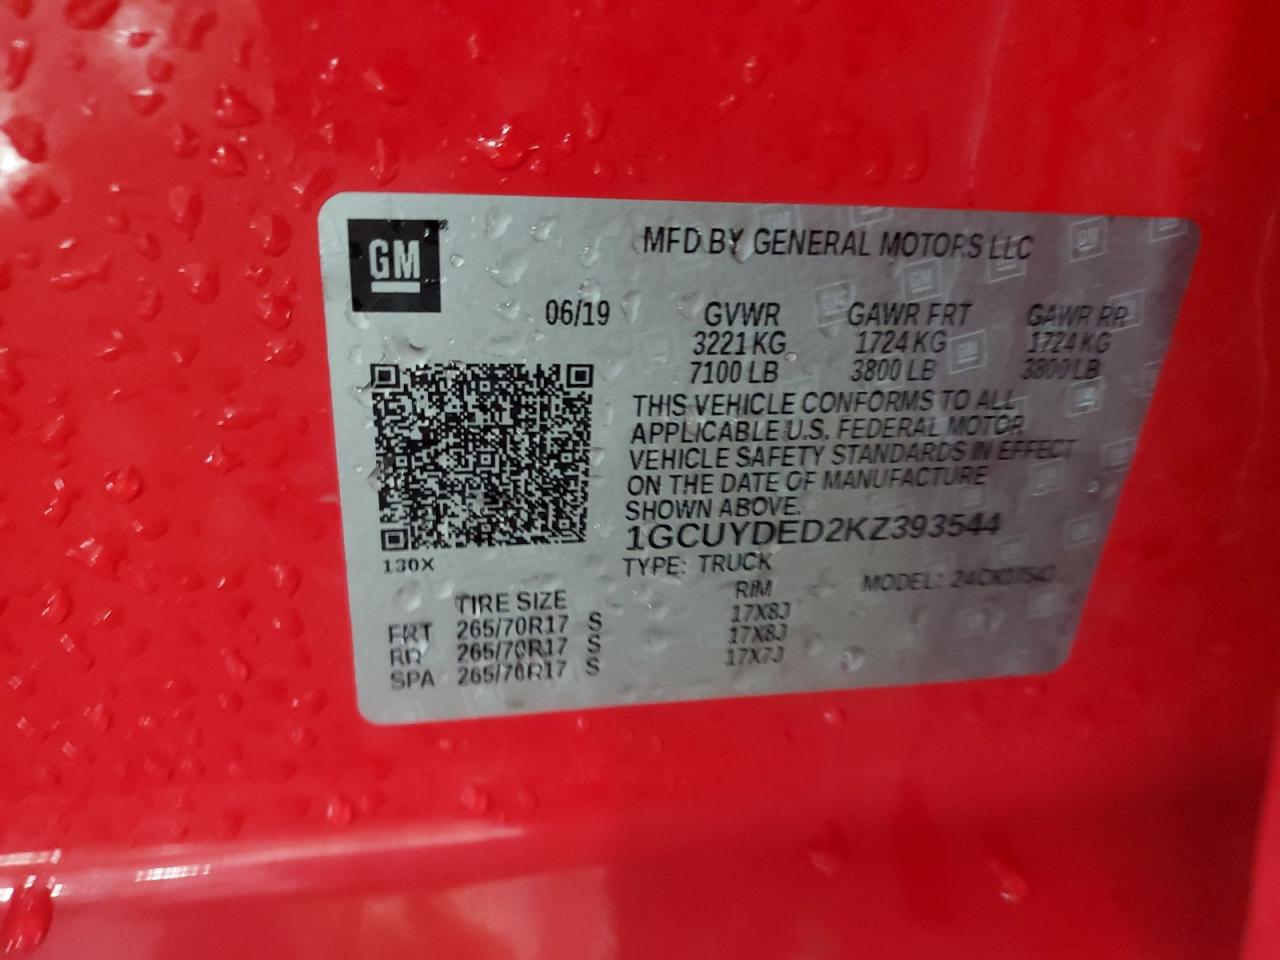 GM
MFD BY GENERAL MOTORS LLC
06/19 GVWR GAWR FRT GAWR RR
3221 KG 1724 KG 1724 KG
7100 LB 3800 LB 3800 LB
THIS VEHICLE CONFORMS TO ALL
APPLICABLE U.S. FEDERAL MOTOR
VEHICLE SAFETY STANDARDS IN EFFECT
ON THE DATE OF MANUFACTURE
SHOWN ABOVE.
1GCUYDED2KZ393544
130X
TYPE: TRUCK MODEL:
TIRE SIZE RIM
FRT 265/70R17 S 17X8J
RR 265/70R17 S 17X8J
SPA 265/70R17 S 17X7J